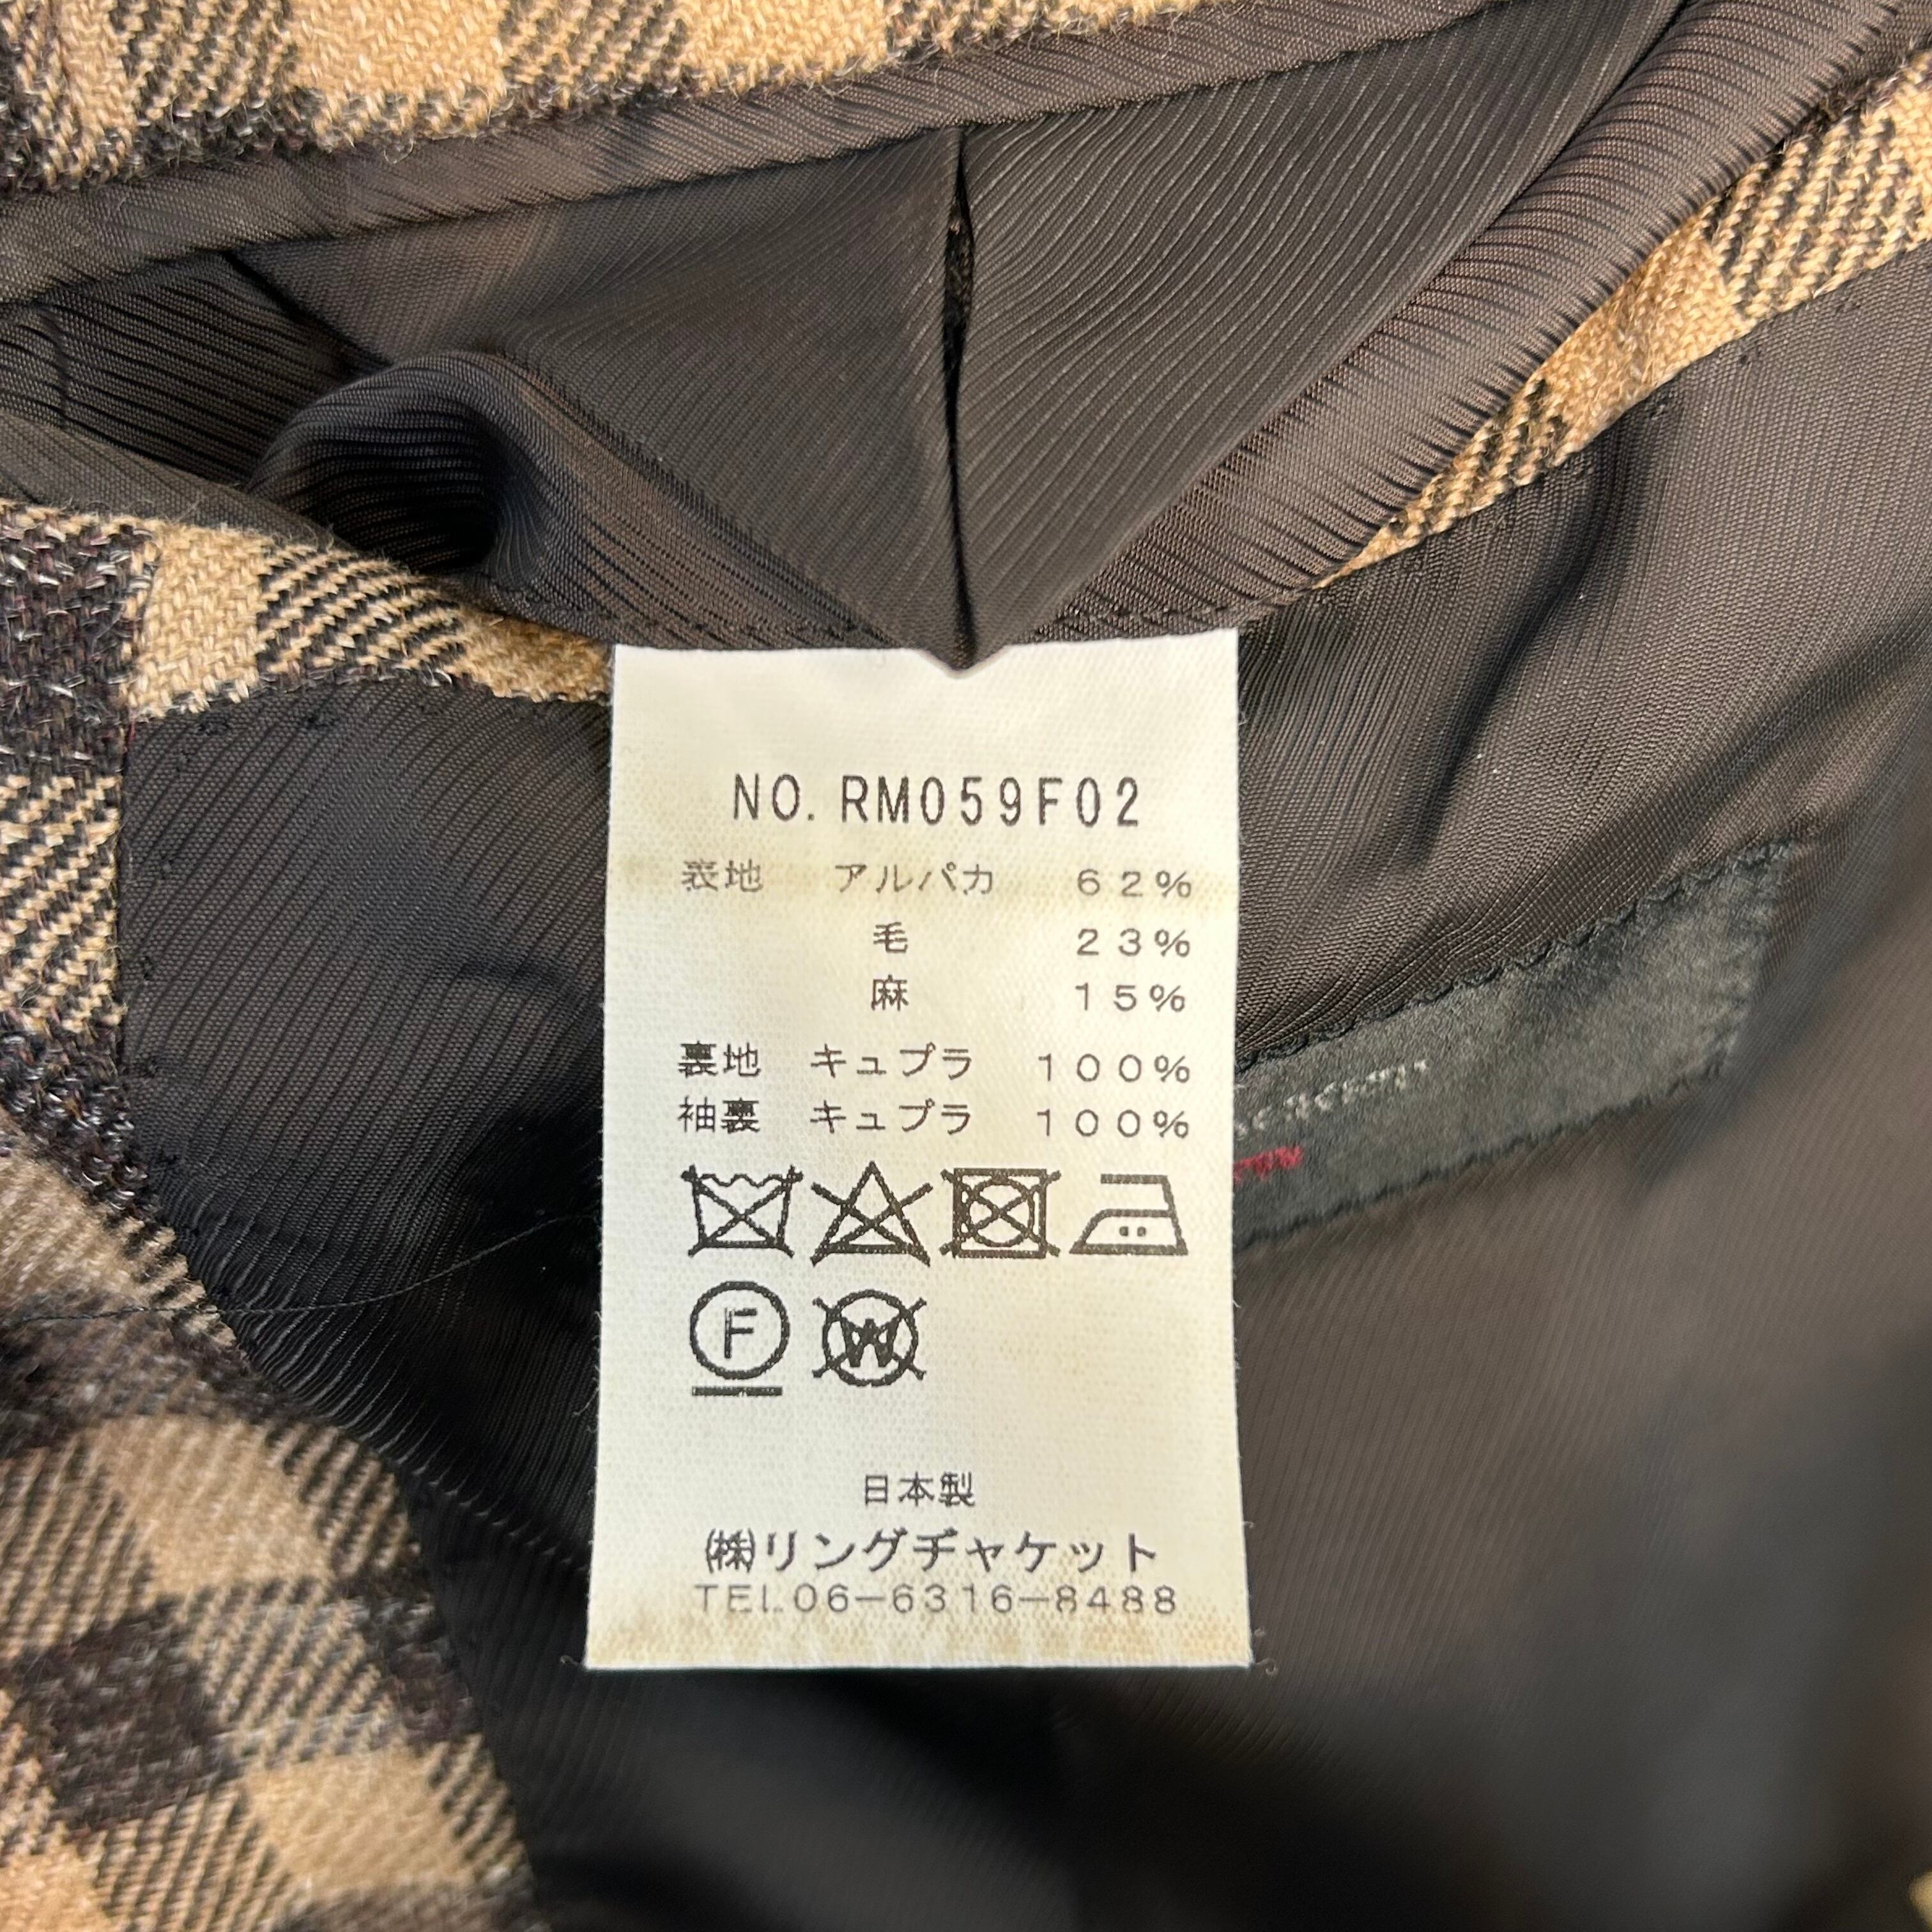 NO. RM059F02
表地 アルパカ 62%
毛 23%
麻 15%
裏地 キュプラ 100%
袖裏 キュプラ 100%
F W
日本製
(株)リングヂャケット
TEL06-6316-8488